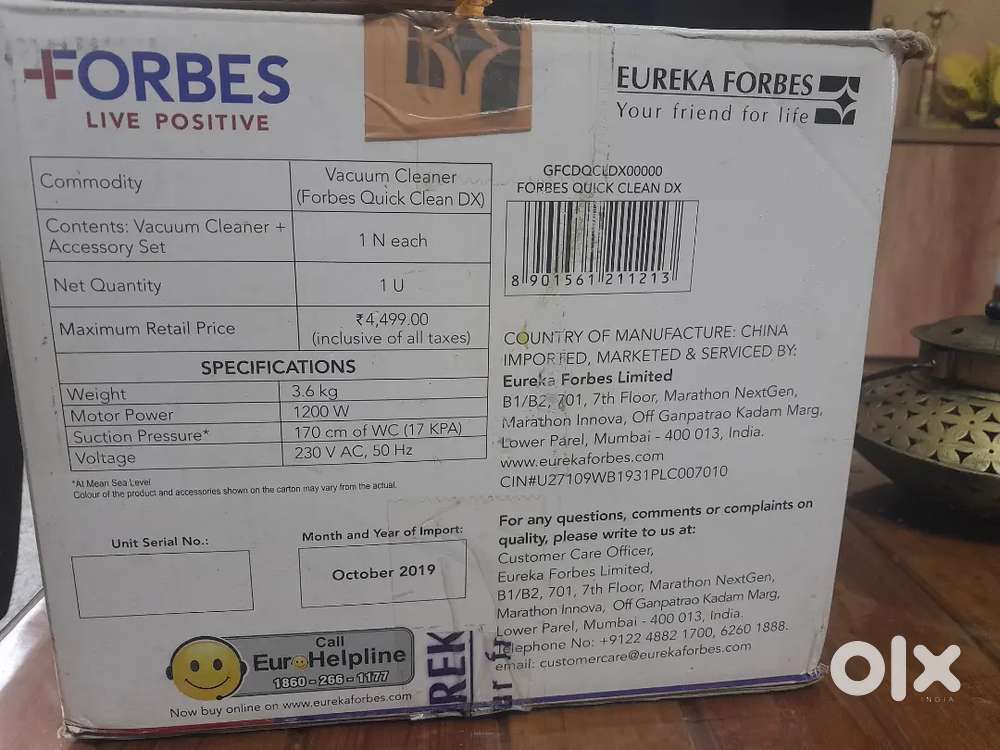 FORBES
LIVE POSITIVE
EUREKA FORBES
Your friend for life
Commodity
Vacuum Cleaner
(Forbes Quick Clean DX)
Contents: Vacuum Cleaner +
Accessory Set
1 N each
Net Quantity
1 U
Maximum Retail Price
₹4,499.00
(inclusive of all taxes)
SPECIFICATIONS
Weight
3.6 kg
Motor Power
1200 W
Suction Pressure*
170 cm of WC (17 KPA)
Voltage
230 V AC, 50 Hz
*At Mean Sea Level
Colour of the product and accessories shown on the carton may vary from the actual.
Unit Serial No.:
Month and Year of Import:
October 2019
Call
EuroHelpline
1860-266-1177
Now buy online on www.eurekaforbes.com
GFCDQCLDX00000
FORBES QUICK CLEAN DX
8 901561 211213
COUNTRY OF MANUFACTURE: CHINA
IMPORTED, MARKETED & SERVICED BY:
Eureka Forbes Limited
B1/B2, 701, 7th Floor, Marathon NextGen,
Marathon Innova, Off Ganpatrao Kadam Marg,
Lower Parel, Mumbai - 400 013, India.
www.eurekaforbes.com
CIN#U27109WB1931PLC007010
For any questions, comments or complaints on
quality, please write to us at:
Customer Care Officer,
Eureka Forbes Limited,
B1/B2, 701, 7th Floor, Marathon NextGen,
Marathon Innova, Off Ganpatrao Kadam Marg,
Lower Parel, Mumbai - 400 013, India.
Telephone No: +9122 4882 1700, 6260 1888.
email: customercare@eurekaforbes.com
REK
olx
INDIA